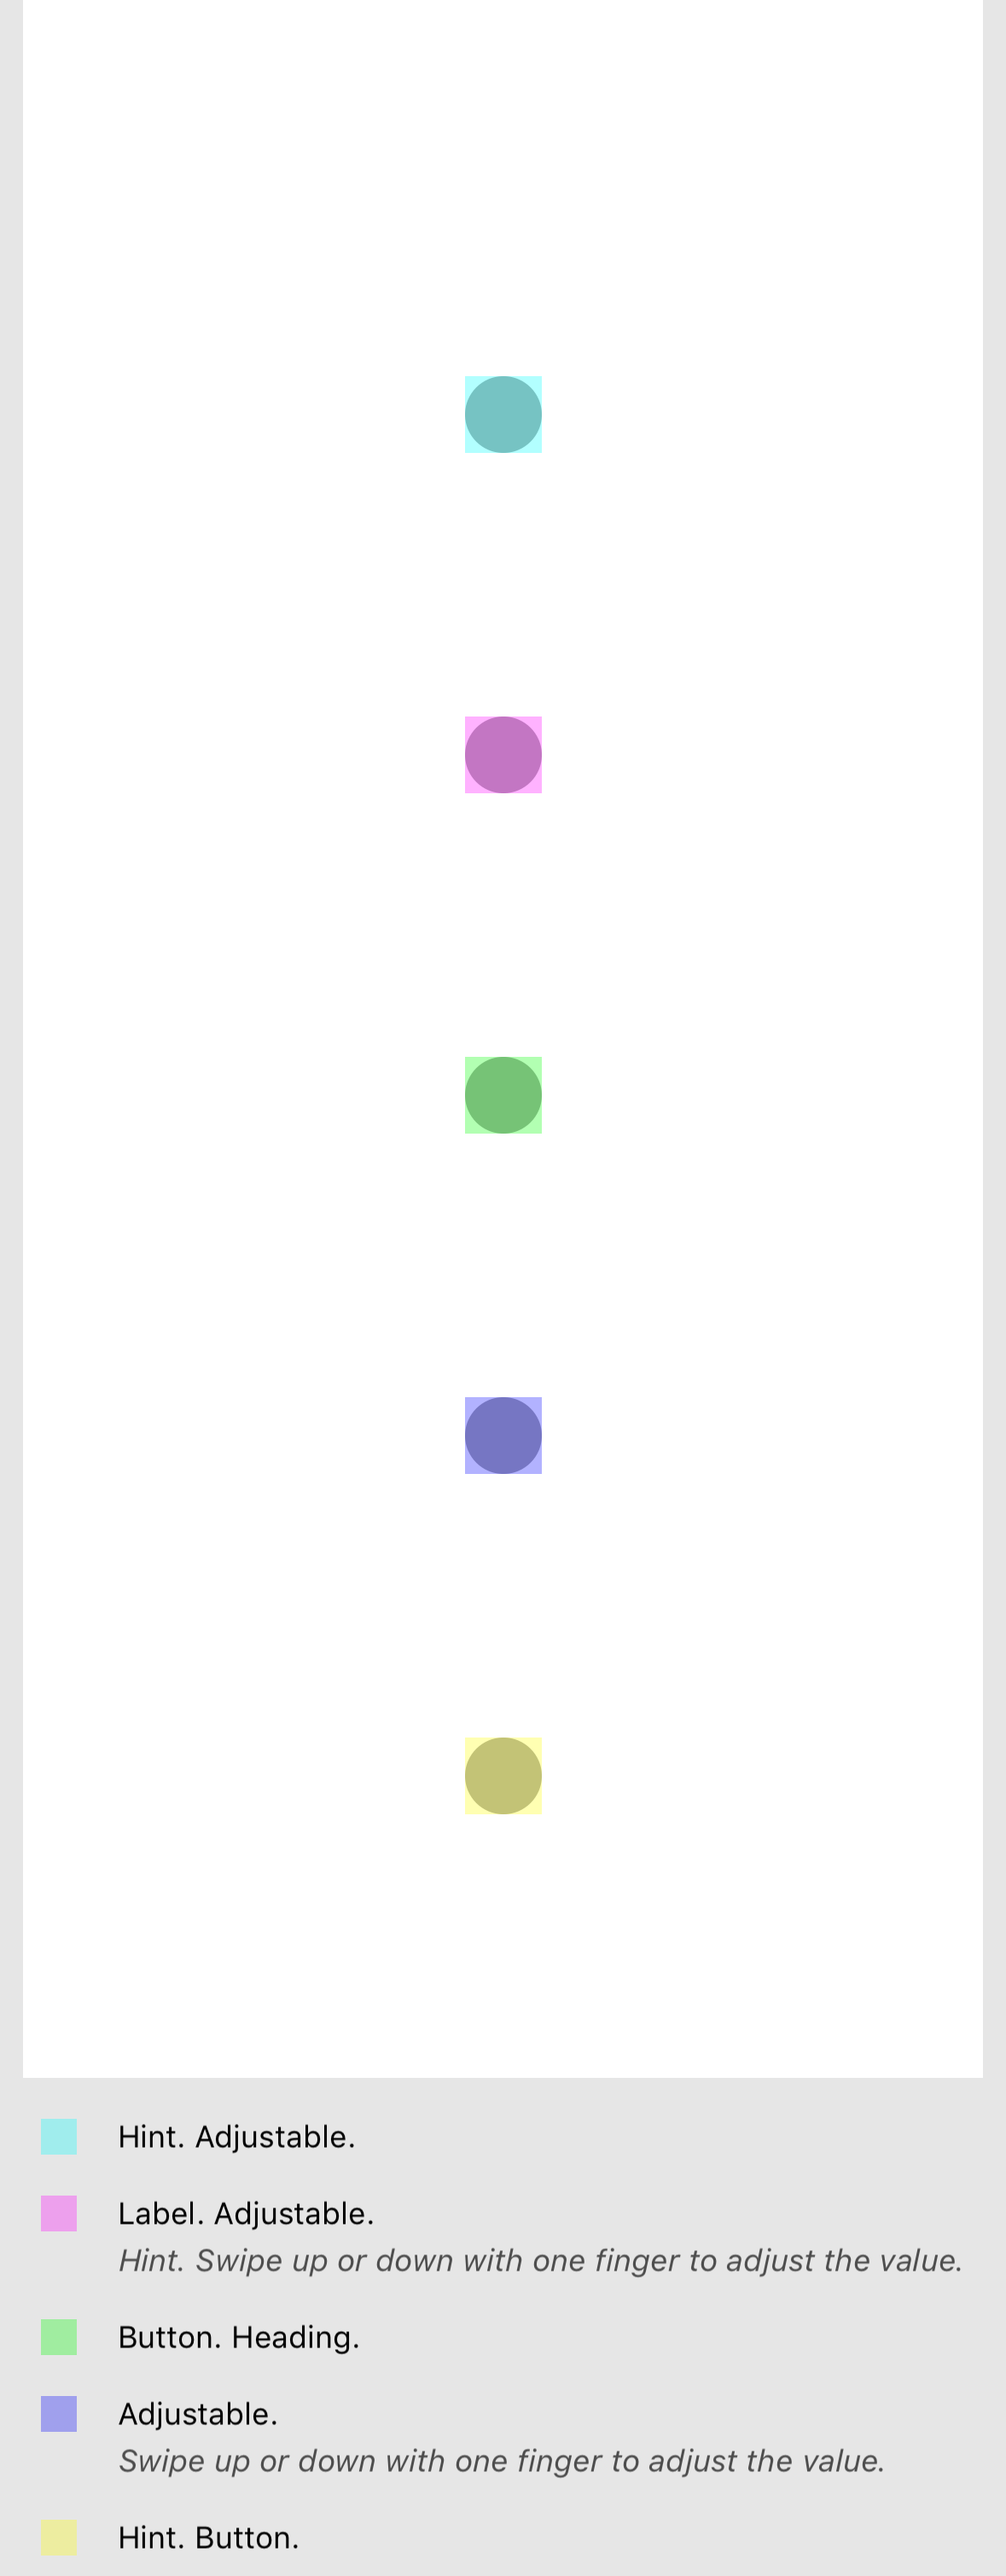 Hint. Adjustable.
Label. Adjustable.
Hint. Swipe up or down with one finger to adjust the value.
Button. Heading.
Adjustable.
Swipe up or down with one finger to adjust the value.
Hint. Button.